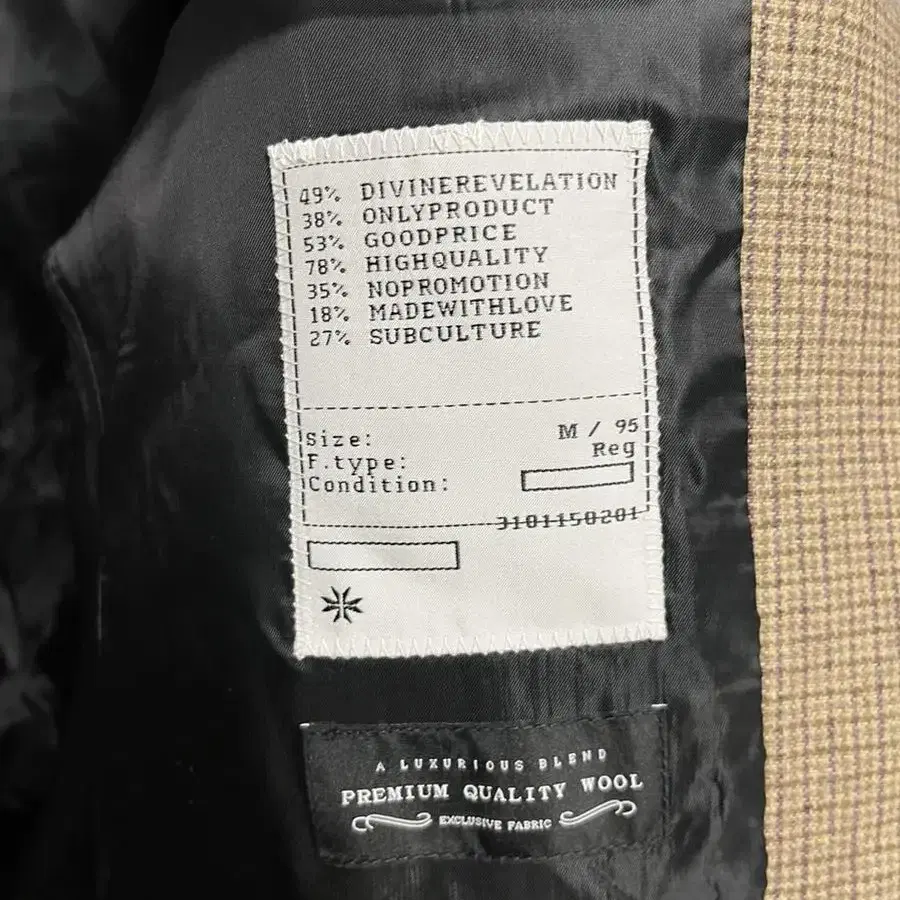 49% DIVINEREVELATION
38% ONLYPRODUCT
53% GOODPRICE
78% HIGHQUALITY
35% NOPROMOTION
18% MADEWITHLOVE
27% SUBCULTURE
Size: M / 95
F.type: Reg
Condition:
3101150201
A LUXURIOUS BLEND
PREMIUM QUALITY WOOL
EXCLUSIVE FABRIC